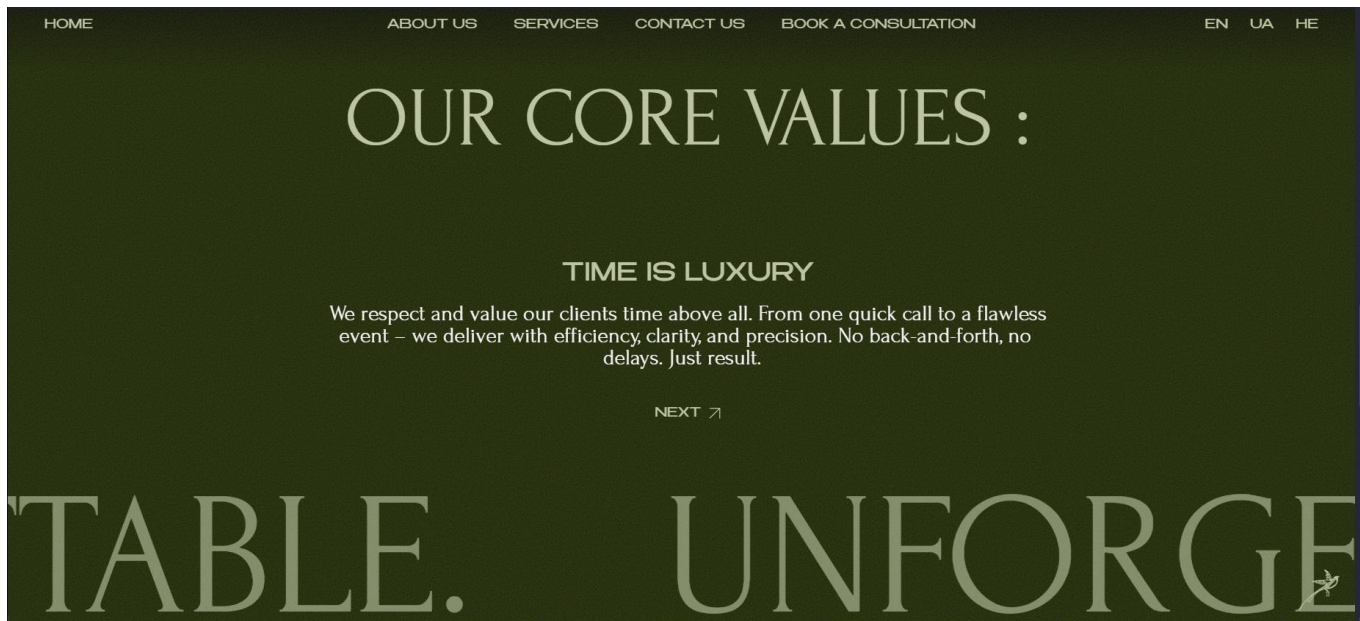 HOME ABOUT US SERVICES CONTACT US BOOK A CONSULTATION EN UA HE
OUR CORE VALUES :
TIME IS LUXURY
We respect and value our clients time above all. From one quick call to a flawless
event – we deliver with efficiency, clarity, and precision. No back-and-forth, no
delays. Just result.
NEXT
TTABLE. UNFORGE